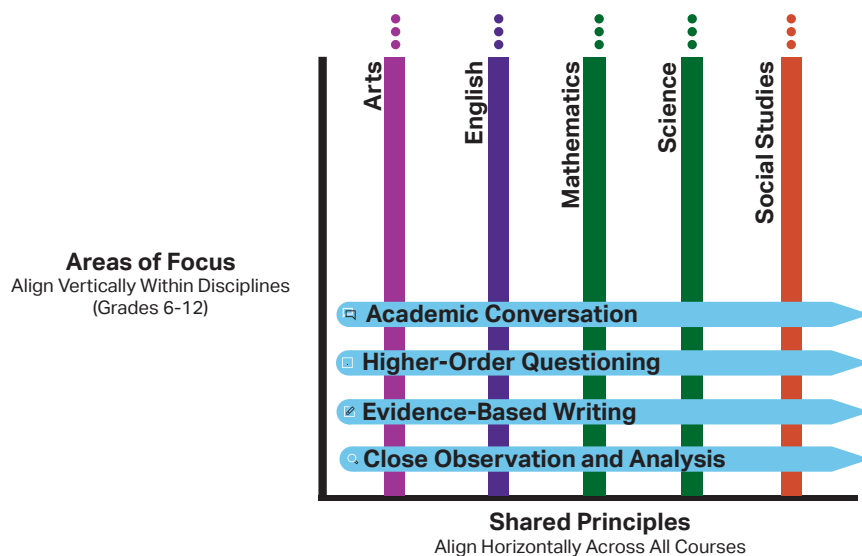 Arts
English
Mathematics
Science
Social Studies
Areas of Focus
Align Vertically Within Disciplines
(Grades 6-12)
Academic Conversation
Higher-Order Questioning
Evidence-Based Writing
Close Observation and Analysis
Shared Principles
Align Horizontally Across All Courses